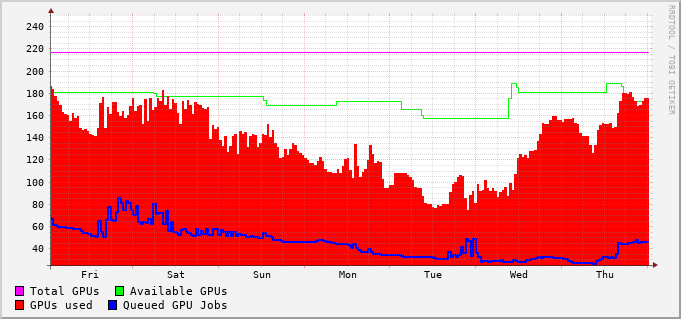 RRDTOOL / TOBI OETIKER
240
220
200
180
160
140
120
100
80
60
40
Fri Sat Sun Mon Tue Wed Thu
Total GPUs Available GPUs
GPUs used Queued GPU Jobs